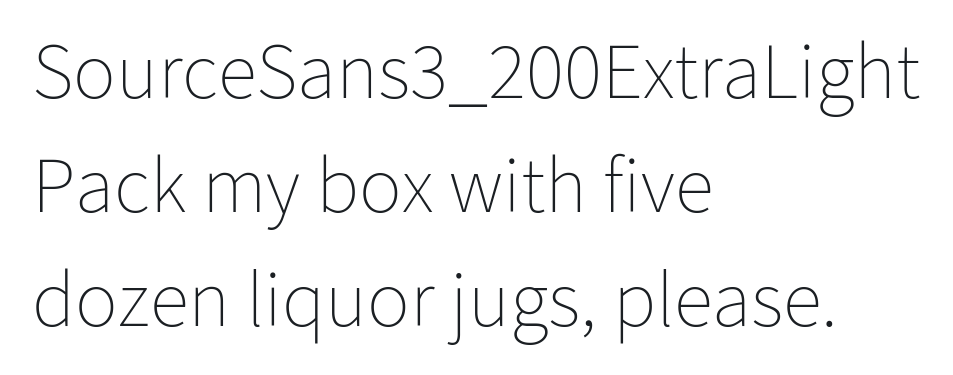 SourceSans3_200ExtraLight
Pack my box with five
dozen liquor jugs, please.